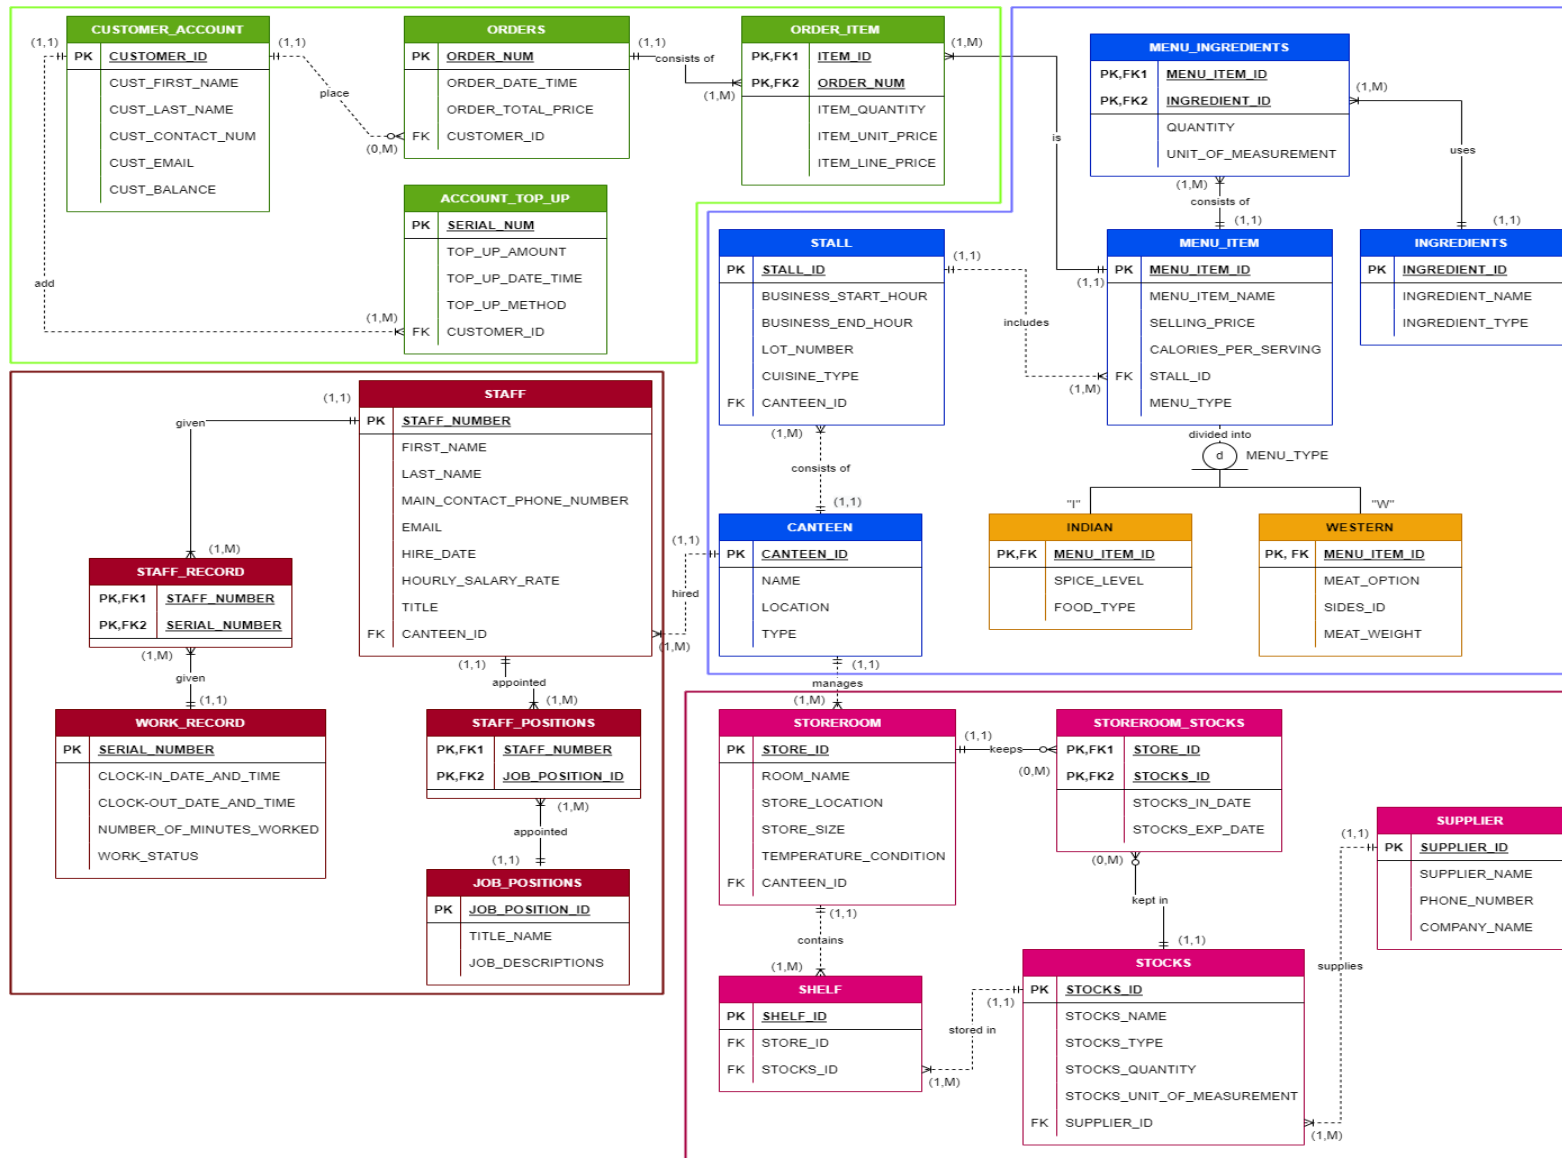 CUSTOMER_ACCOUNT
PK CUSTOMER_ID
CUST_FIRST_NAME
CUST_LAST_NAME
CUST_CONTACT_NUM
CUST_EMAIL
CUST_BALANCE
(1,1)
(1,1)
place
(0,M)
add
(1,M)
ORDERS
PK ORDER_NUM
ORDER_DATE_TIME
ORDER_TOTAL_PRICE
FK CUSTOMER_ID
(1,1)
consists of
(1,M)
ACCOUNT_TOP_UP
PK SERIAL_NUM
TOP_UP_AMOUNT
TOP_UP_DATE_TIME
TOP_UP_METHOD
FK CUSTOMER_ID
ORDER_ITEM
PK,FK1 ITEM_ID
PK,FK2 ORDER_NUM
ITEM_QUANTITY
ITEM_UNIT_PRICE
ITEM_LINE_PRICE
(1,M)
is
(1,1)
MENU_INGREDIENTS
PK,FK1 MENU_ITEM_ID
PK,FK2 INGREDIENT_ID
QUANTITY
UNIT_OF_MEASUREMENT
(1,M)
uses
(1,1)
(1,M)
consists of
(1,1)
STALL
PK STALL_ID
BUSINESS_START_HOUR
BUSINESS_END_HOUR
LOT_NUMBER
CUISINE_TYPE
FK CANTEEN_ID
(1,1)
includes
(1,M)
MENU_ITEM
PK MENU_ITEM_ID
MENU_ITEM_NAME
SELLING_PRICE
CALORIES_PER_SERVING
FK STALL_ID
MENU_TYPE
INGREDIENTS
PK INGREDIENT_ID
INGREDIENT_NAME
INGREDIENT_TYPE
divided into
d MENU_TYPE
"I"
"W"
(1,M)
consists of
(1,1)
CANTEEN
PK CANTEEN_ID
NAME
LOCATION
TYPE
INDIAN
PK,FK MENU_ITEM_ID
SPICE_LEVEL
FOOD_TYPE
WESTERN
PK, FK MENU_ITEM_ID
MEAT_OPTION
SIDES_ID
MEAT_WEIGHT
STAFF
PK STAFF_NUMBER
FIRST_NAME
LAST_NAME
MAIN_CONTACT_PHONE_NUMBER
EMAIL
HIRE_DATE
HOURLY_SALARY_RATE
TITLE
FK CANTEEN_ID
(1,1)
given
(1,M)
(1,1)
hired
(1,M)
STAFF_RECORD
PK,FK1 STAFF_NUMBER
PK,FK2 SERIAL_NUMBER
(1,M)
given
(1,1)
WORK_RECORD
PK SERIAL_NUMBER
CLOCK-IN_DATE_AND_TIME
CLOCK-OUT_DATE_AND_TIME
NUMBER_OF_MINUTES_WORKED
WORK_STATUS
(1,1)
appointed
(1,M)
STAFF_POSITIONS
PK,FK1 STAFF_NUMBER
PK,FK2 JOB_POSITION_ID
(1,M)
appointed
(1,1)
JOB_POSITIONS
PK JOB_POSITION_ID
TITLE_NAME
JOB_DESCRIPTIONS
(1,1)
manages
(1,M)
STOREROOM
PK STORE_ID
ROOM_NAME
STORE_LOCATION
STORE_SIZE
TEMPERATURE_CONDITION
FK CANTEEN_ID
(1,1)
keeps
(0,M)
STOREROOM_STOCKS
PK,FK1 STORE_ID
PK,FK2 STOCKS_ID
STOCKS_IN_DATE
STOCKS_EXP_DATE
(0,M)
kept in
(1,1)
SUPPLIER
PK SUPPLIER_ID
SUPPLIER_NAME
PHONE_NUMBER
COMPANY_NAME
(1,1)
supplies
(1,M)
(1,1)
contains
(1,M)
SHELF
PK SHELF_ID
FK STORE_ID
FK STOCKS_ID
(1,1)
stored in
(1,M)
STOCKS
PK STOCKS_ID
STOCKS_NAME
STOCKS_TYPE
STOCKS_QUANTITY
STOCKS_UNIT_OF_MEASUREMENT
FK SUPPLIER_ID